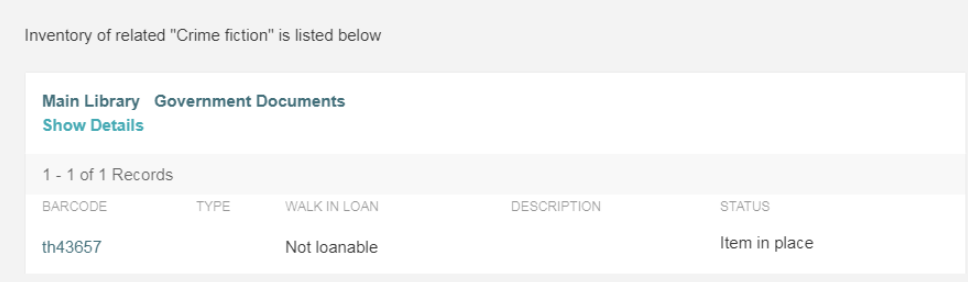 Inventory of related "Crime fiction" is listed below
Main Library Government Documents
Show Details
1 - 1 of 1 Records
BARCODE TYPE WALK IN LOAN DESCRIPTION STATUS
th43657 Not loanable Item in place